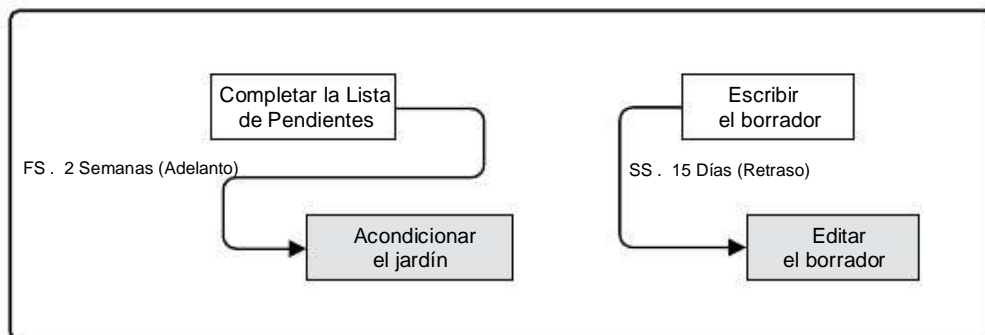 Completar la Lista
de Pendientes
FS . 2 Semanas (Adelanto)
Acondicionar
el jardín
Escribir
el borrador
SS . 15 Días (Retraso)
Editar
el borrador